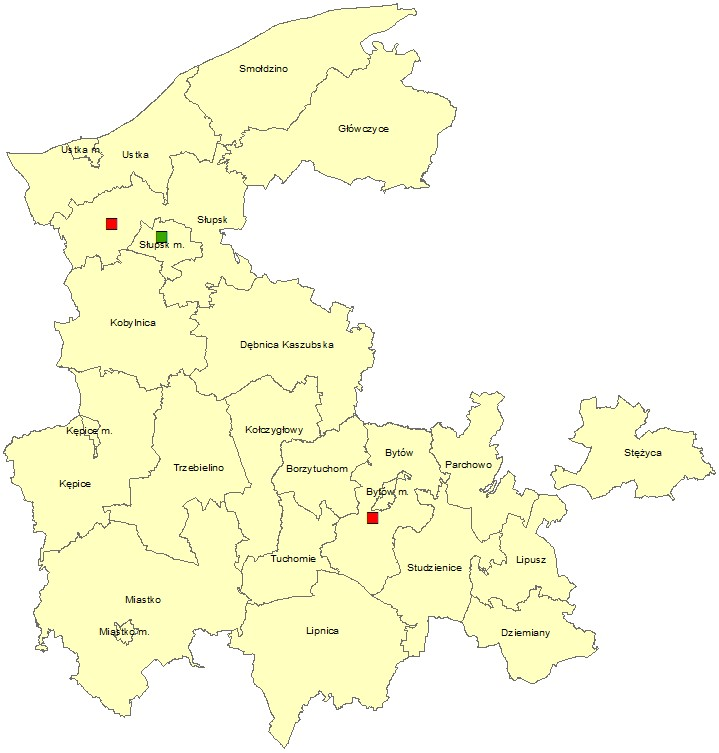 Smołdzino
Główczyce
Ustka m.
Ustka
Słupsk
Słupsk m.
Kobylnica
Dębnica Kaszubska
Kępice m.
Kołczygłowy
Bytów
Stężyca
Trzebielino
Borzytuchom
Parchowo
Kępice
Bytów m.
Tuchomie
Studzienice
Lipusz
Miastko
Miastko m.
Lipnica
Dziemiany